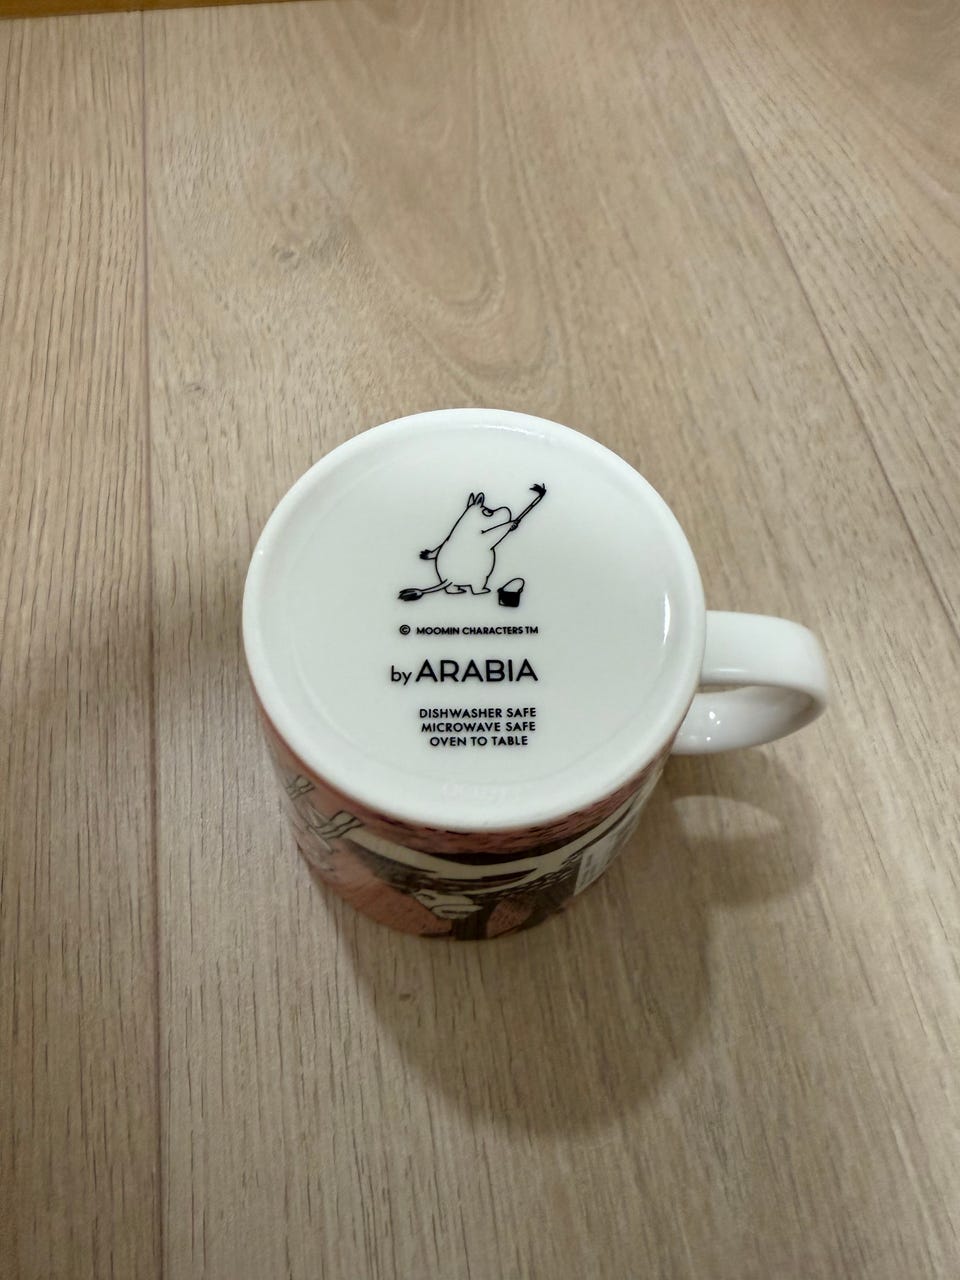 © MOOMIN CHARACTERS TM
by ARABIA
DISHWASHER SAFE
MICROWAVE SAFE
OVEN TO TABLE